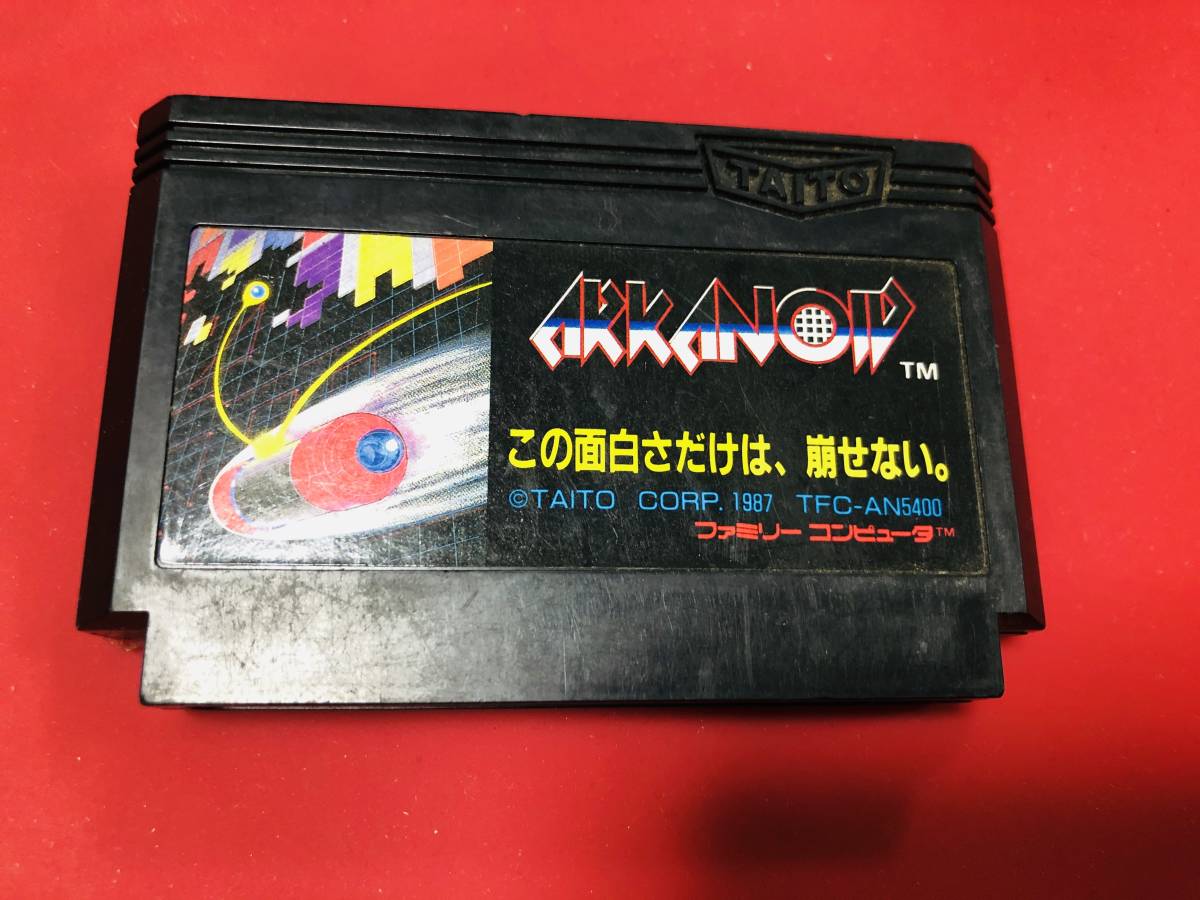 TAITO
ARKANOID
TM
この面白さだけは、崩せない。
©TAITO CORP. 1987 TFC-AN5400
ファミリー コンピュータ™